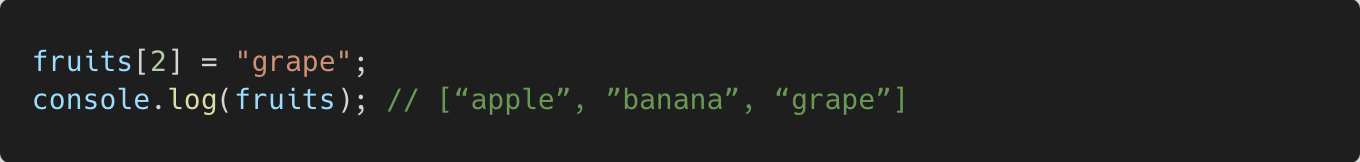 fruits[2] = "grape";
console.log(fruits); // [“apple”, ”banana”, “grape”]